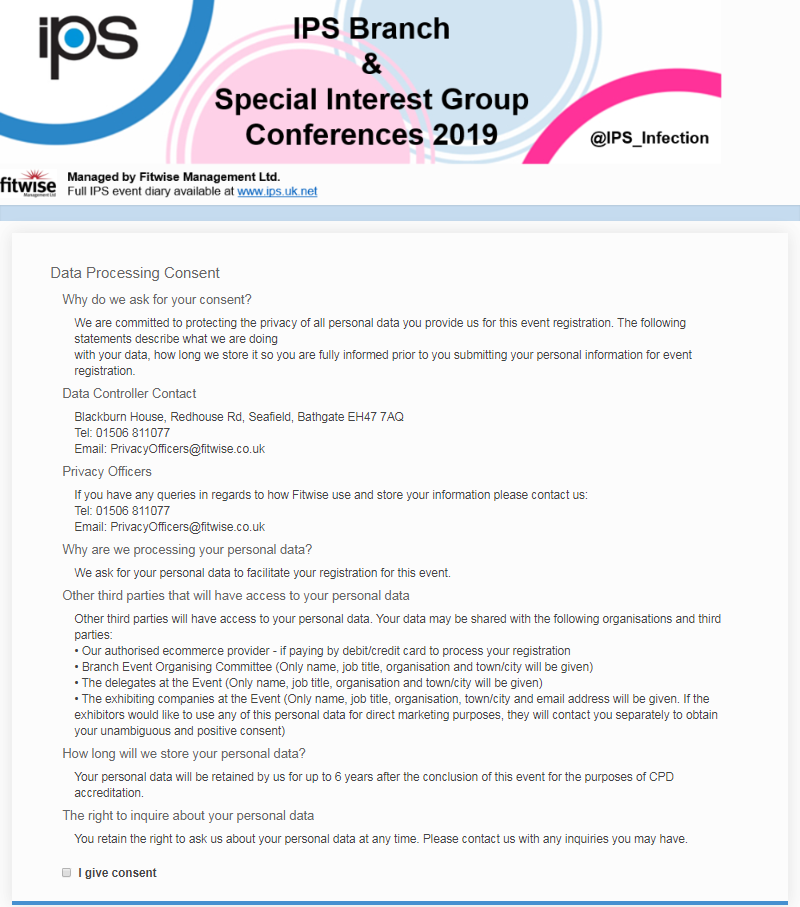 ips
IPS Branch
&
Special Interest Group
Conferences 2019
@IPS_Infection
fitwise
Management Ltd
Managed by Fitwise Management Ltd.
Full IPS event diary available at www.ips.uk.net
Data Processing Consent
Why do we ask for your consent?
We are committed to protecting the privacy of all personal data you provide us for this event registration. The following
statements describe what we are doing
with your data, how long we store it so you are fully informed prior to you submitting your personal information for event
registration.
Data Controller Contact
Blackburn House, Redhouse Rd, Seafield, Bathgate EH47 7AQ
Tel: 01506 811077
Email: PrivacyOfficers@fitwise.co.uk
Privacy Officers
If you have any queries in regards to how Fitwise use and store your information please contact us:
Tel: 01506 811077
Email: PrivacyOfficers@fitwise.co.uk
Why are we processing your personal data?
We ask for your personal data to facilitate your registration for this event.
Other third parties that will have access to your personal data
Other third parties will have access to your personal data. Your data may be shared with the following organisations and third
parties:
• Our authorised ecommerce provider - if paying by debit/credit card to process your registration
• Branch Event Organising Committee (Only name, job title, organisation and town/city will be given)
• The delegates at the Event (Only name, job title, organisation and town/city will be given)
• The exhibiting companies at the Event (Only name, job title, organisation, town/city and email address will be given. If the
exhibitors would like to use any of this personal data for direct marketing purposes, they will contact you separately to obtain
your unambiguous and positive consent)
How long will we store your personal data?
Your personal data will be retained by us for up to 6 years after the conclusion of this event for the purposes of CPD
accreditation.
The right to inquire about your personal data
You retain the right to ask us about your personal data at any time. Please contact us with any inquiries you may have.
I give consent